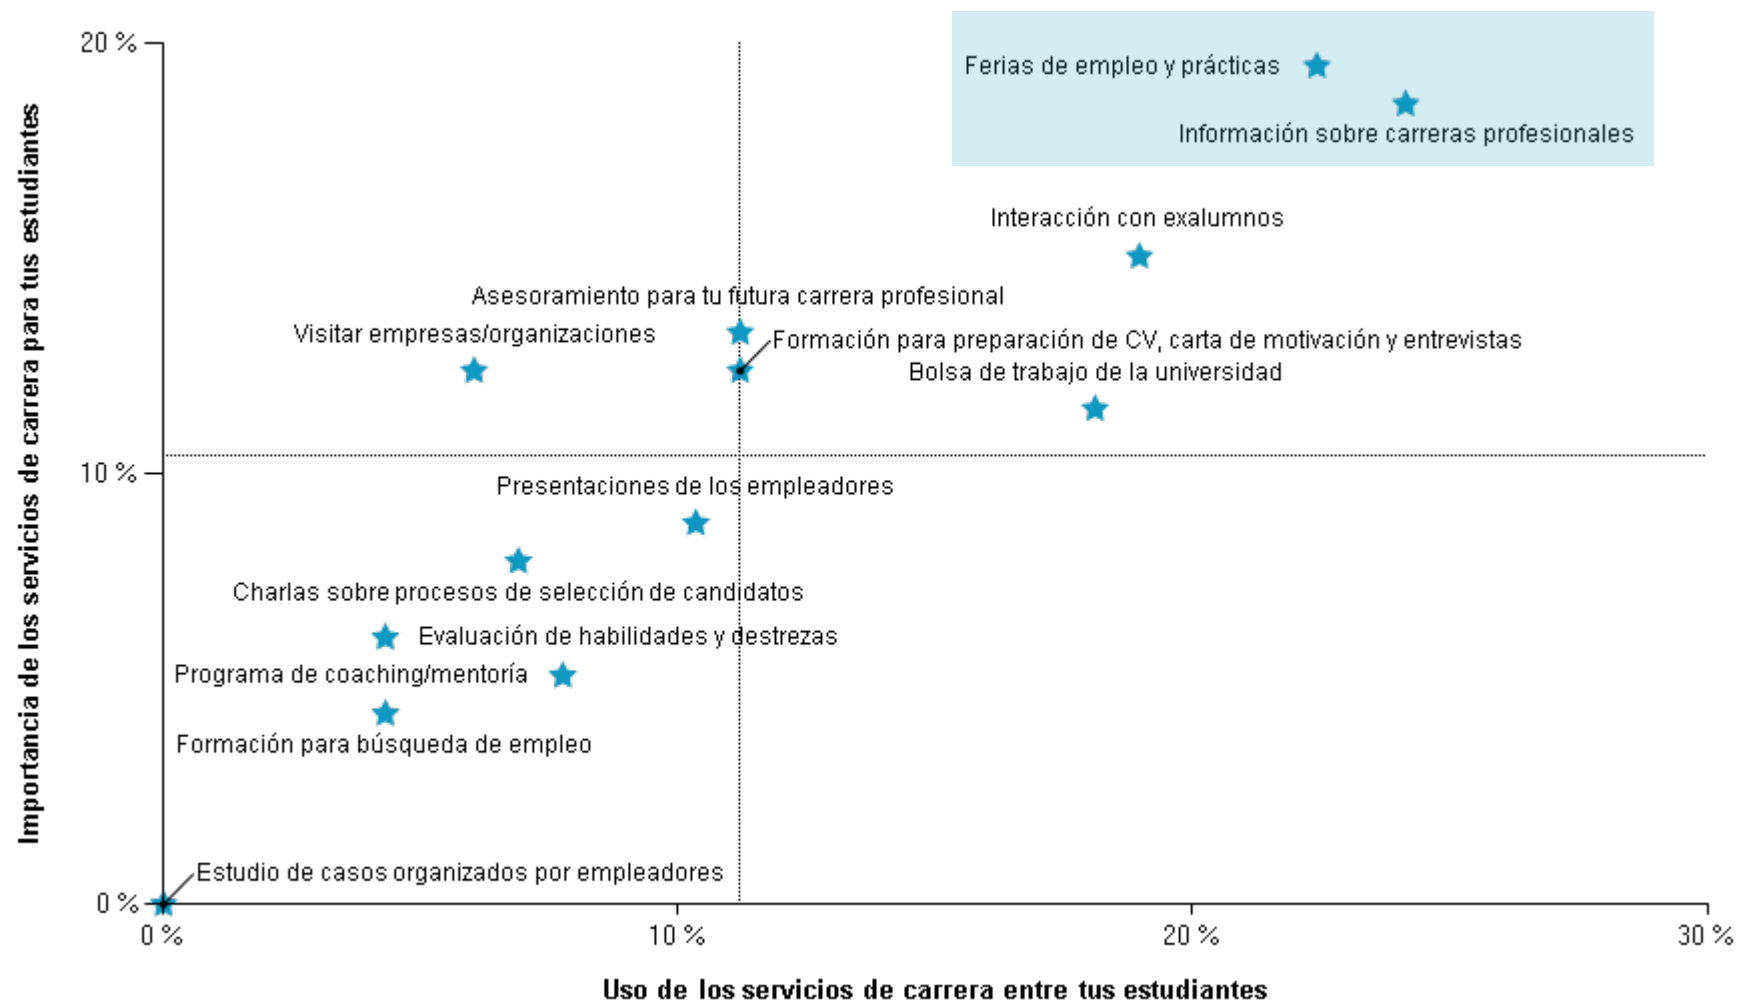 20 %
Ferias de empleo y prácticas
Información sobre carreras profesionales
Interacción con exalumnos
Asesoramiento para tu futura carrera profesional
Visitar empresas/organizaciones
Formación para preparación de CV, carta de motivación y entrevistas
Bolsa de trabajo de la universidad
10 %
Presentaciones de los empleadores
Charlas sobre procesos de selección de candidatos
Evaluación de habilidades y destrezas
Programa de coaching/mentoría
Formación para búsqueda de empleo
Estudio de casos organizados por empleadores
0 %
0 %
10 %
20 %
30 %
Uso de los servicios de carrera entre tus estudiantes
Importancia de los servicios de carrera para tus estudiantes